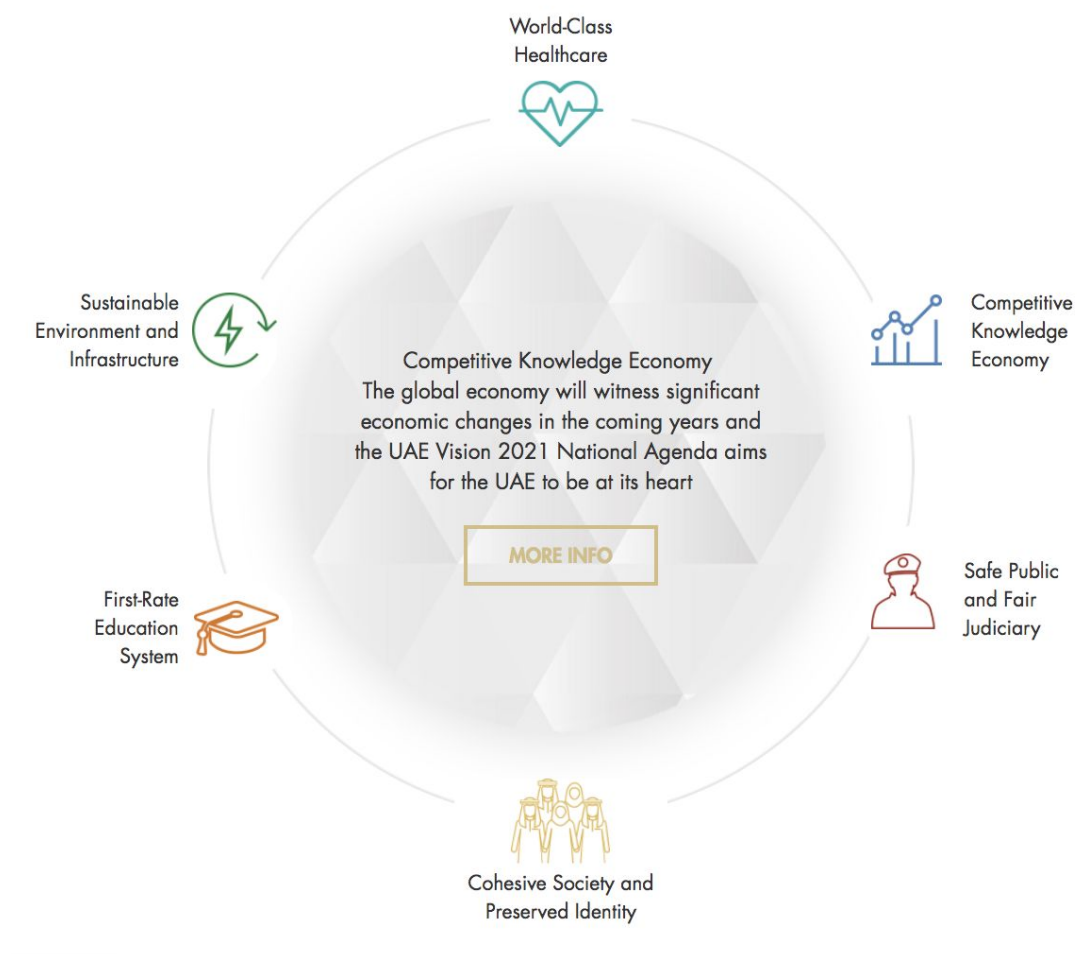 World-Class
Healthcare
Sustainable
Environment and
Infrastructure
Competitive
Knowledge
Economy
Competitive Knowledge Economy
The global economy will witness significant
economic changes in the coming years and
the UAE Vision 2021 National Agenda aims
for the UAE to be at its heart
MORE INFO
First-Rate
Education
System
Safe Public
and Fair
Judiciary
Cohesive Society and
Preserved Identity